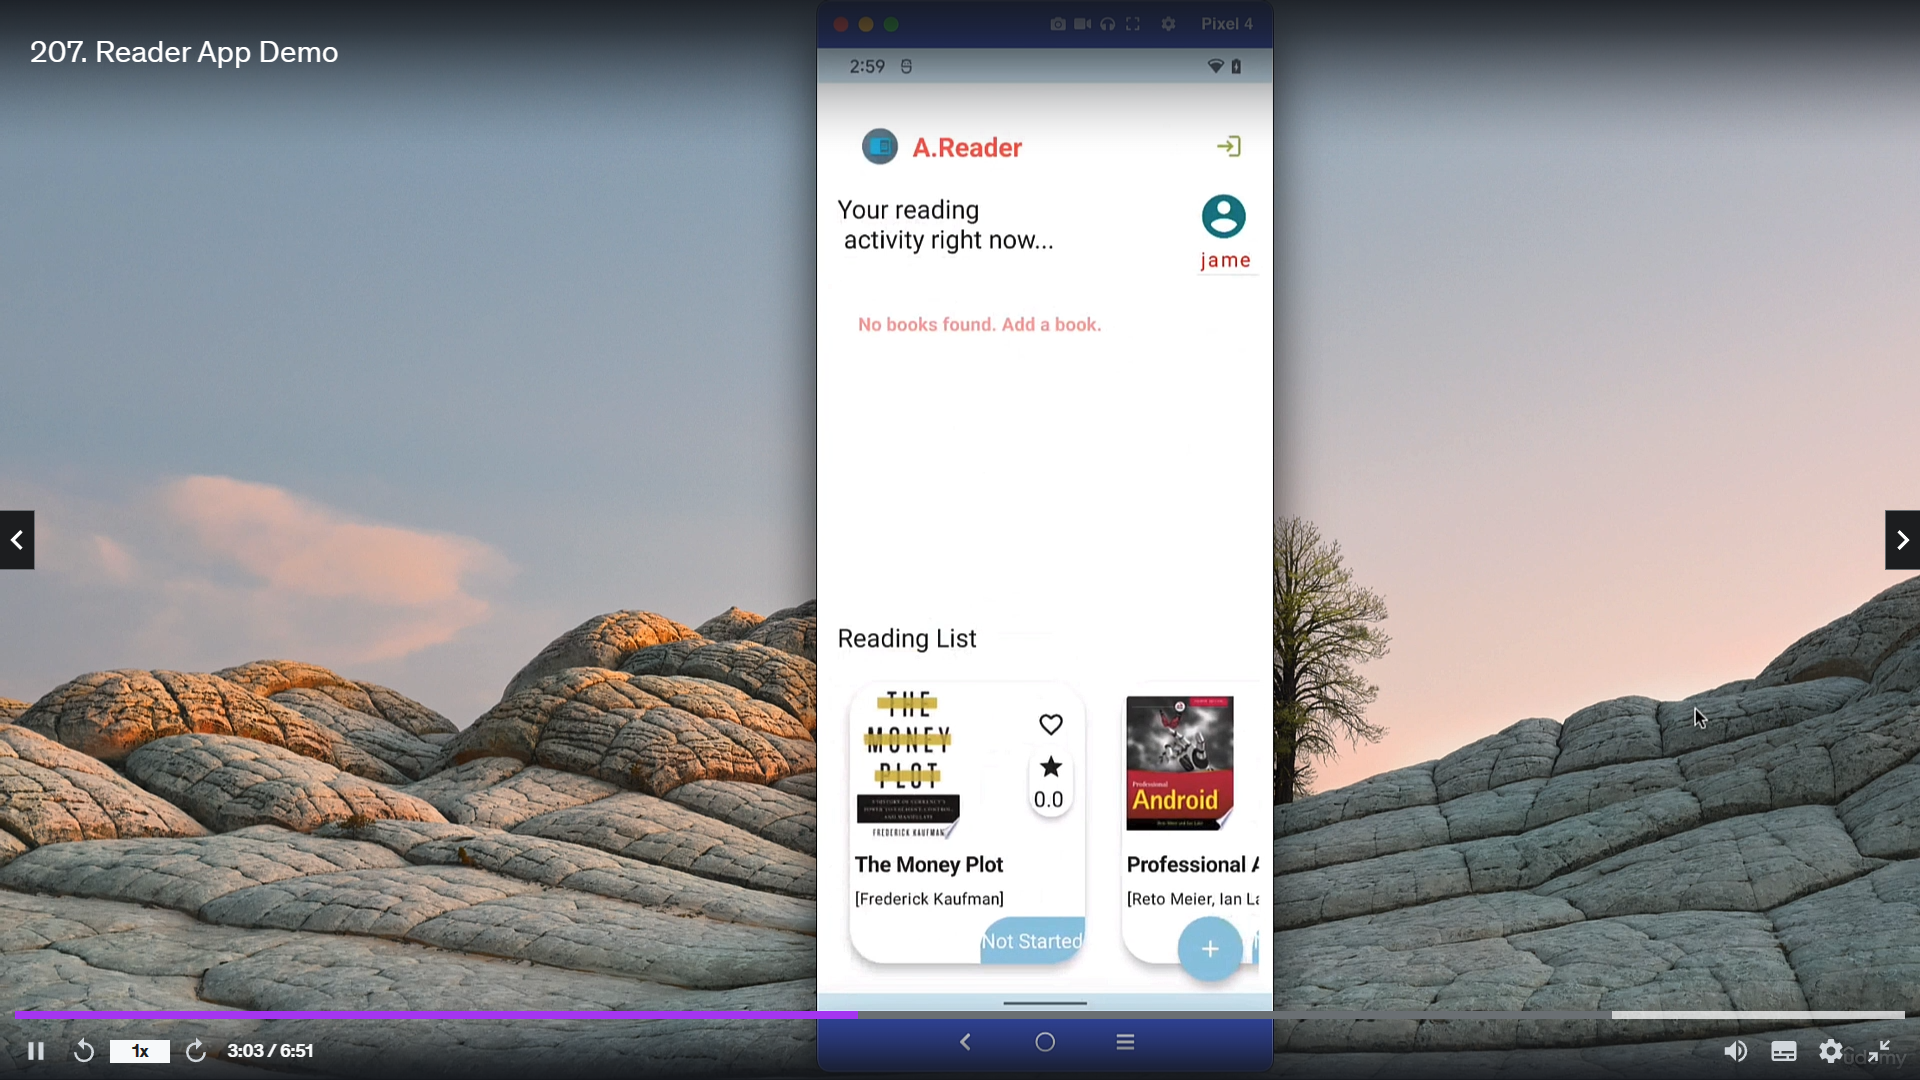 207. Reader App Demo
Pixel 4
2:59
A.Reader
Your reading
activity right now...
jame
No books found. Add a book.
Reading List
THE
MONEY
PLOT
FREDERICK KAUFMAN
0.0
Professional
Android
The Money Plot
Professional A
[Frederick Kaufman]
[Reto Meier, Ian La
Not Started
+
1x
3:03 / 6:51
udemy